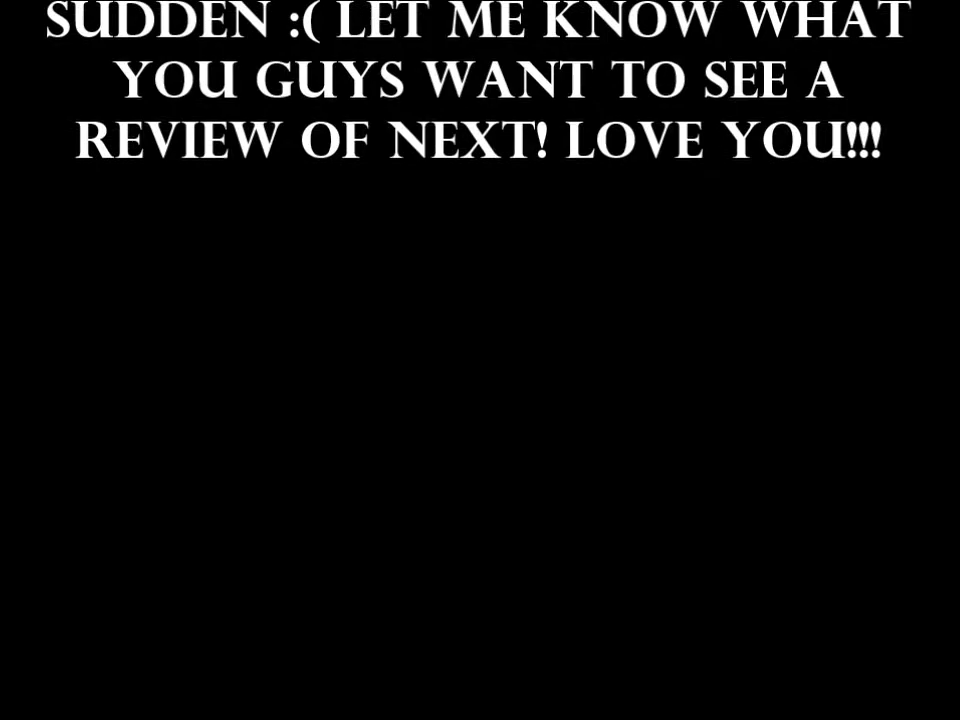 SUDDEN :( LET ME KNOW WHAT
YOU GUYS WANT TO SEE A
REVIEW OF NEXT! LOVE YOU!!!